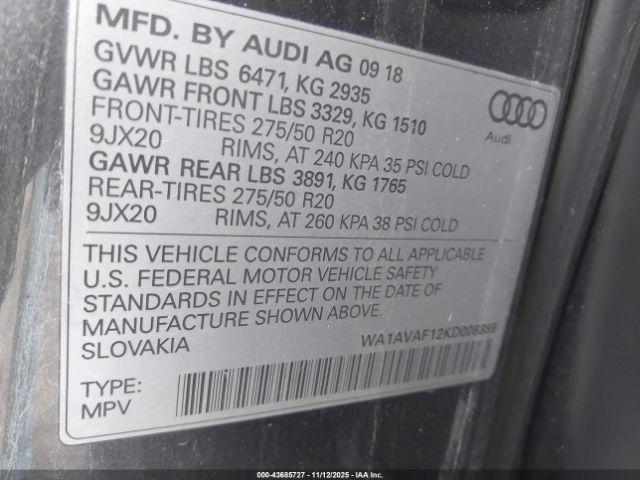 MFD. BY AUDI AG 09 18
GVWR LBS 6471, KG 2935
GAWR FRONT LBS 3329, KG 1510
FRONT-TIRES 275/50 R20
9JX20 RIMS, AT 240 KPA 35 PSI COLD
GAWR REAR LBS 3891, KG 1765
REAR-TIRES 275/50 R20
9JX20 RIMS, AT 260 KPA 38 PSI COLD
Audi
THIS VEHICLE CONFORMS TO ALL APPLICABLE
U.S. FEDERAL MOTOR VEHICLE SAFETY
STANDARDS IN EFFECT ON THE DATE OF
MANUFACTURE SHOWN ABOVE.
SLOVAKIA WA1AVAF12KD008389
TYPE:
MPV
000-43685727 - 11/12/2025 - IAA HQ